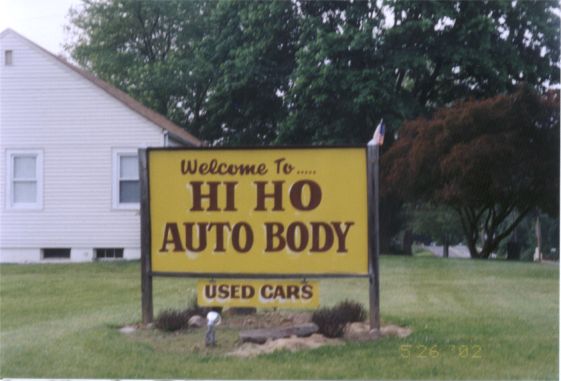 Welcome To.....
HI HO
AUTO BODY
USED CARS
5 26 '02